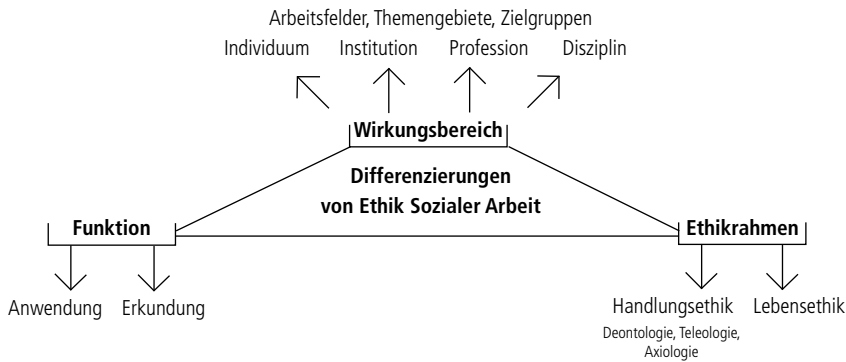 Arbeitsfelder, Themengebiete, Zielgruppen
Individuum Institution Profession Disziplin
Wirkungsbereich
Differenzierungen
von Ethik Sozialer Arbeit
Funktion Ethikrahmen
Anwendung Erkundung Handlungsethik Lebensethik
Deontologie, Teleologie,
Axiologie